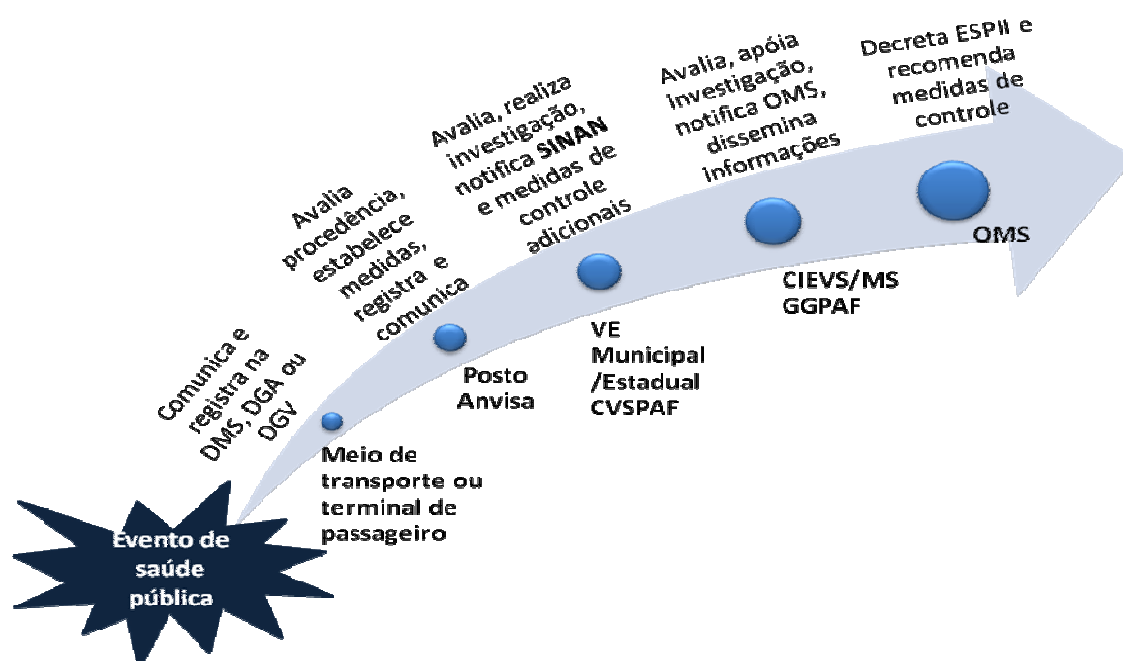 Evento de
saúde
pública
Comunica e
registra na
DMS, DGA ou
DGV
Meio de
transporte ou
terminal de
passageiro
Avalia
procedência,
estabelece
medidas,
registra e
comunica
Posto
Anvisa
Avalia, realiza
investigação,
notifica SINAN
e medidas de
controle
adicionais
VE
Municipal
/Estadual
CVSPAF
Avalia, apóia
investigação,
notifica OMS,
dissemina
informações
CIEVS/MS
GGPAF
Decreta ESPII e
recomenda
medidas de
controle
OMS